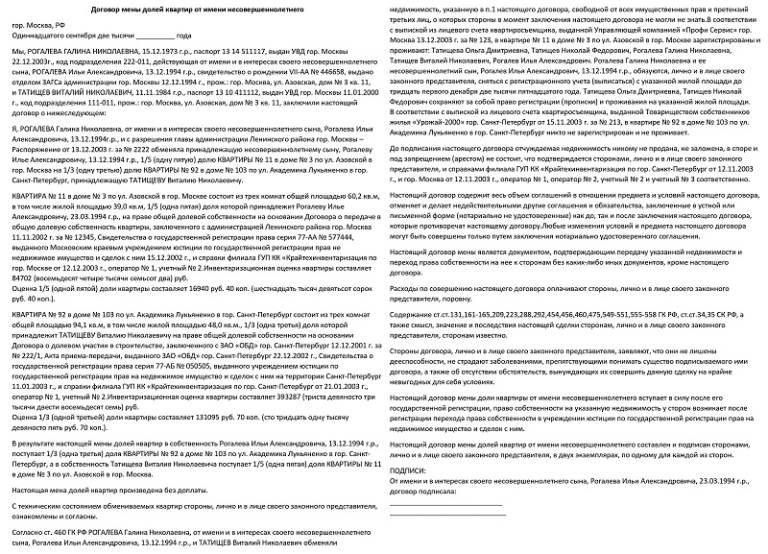 Договор мены долей квартир от имени несовершеннолетнего
гор. Москва, РФ
Одиннадцатого сентября две тысячи __________ года
Мы, РОГАЛЕВА ГАЛИНА НИКОЛАЕВНА, 15.12.1973 г.р., паспорт 13 14 511117, выдан УВД гор. Москвы
22.12.2003г., код подразделения 222-011, действующая от имени и в интересах своего несовершеннолетнего
сына, РОГАЛЕВА ИЛЬИ АЛЕКСАНДРОВИЧА, 13.12.1994 г.р., свидетельство о рождении VII-АА № 446658, выдано
отделом ЗАГСа администрации гор. Москвы 12.12.1994 г., прож.: гор. Москва, ул. Азовская, дом № 3 кв. 11,
и ТАТИЩЕВ ВИТАЛИЙ НИКОЛАЕВИЧ, 11.11.1984 г.р., паспорт 13 10 411112, выдан УВД гор. Москвы 11.01.2000
г., код подразделения 111-011, прож.: гор. Москва, ул. Азовская, дом № 3 кв. 11, заключили настоящий
договор о нижеследующем:
Я, РОГАЛЕВА Галина Николаевна, от имени и в интересах своего несовершеннолетнего сына, Рогалева Ильи
Александровича, 13.12.1994г.р., и с разрешения главы администрации Ленинского района гор. Москвы –
Распоряжение от 13.12.2003 г. за № 2222 обменяла принадлежащую несовершеннолетнему сыну, Рогалеву
Илье Александровичу, 13.12.1994 г.р., 1/5 (одну пятую) долю КВАРТИРЫ № 11 в доме № 3 по ул. Азовской в
гор. Москва на 1/3 (одну третью) долю КВАРТИРЫ № 92 в доме № 103 по ул. Академика Лукьяненко в гор.
Санкт-Петербург, принадлежащую ТАТИЩЕВУ Виталию Николаевичу.
КВАРТИРА № 11 в доме № 3 по ул. Азовской в гор. Москве состоит из трех комнат общей площадью 60,2 кв.м,
в том числе жилой площадью 39,0 кв.м, 1/5 (одная пятая) доля которой принадлежит Рогалеву Илье
Александровичу, 23.03.1994 г.р., на праве общей долевой собственности на основании Договора о передаче в
общую долевую собственность квартиры, заключенного с администрацией Ленинского района гор. Москвы
11.11.2002 г. за № 12345, Свидетельства о государственной регистрации права серия 77-АА № 577444,
выданного Московским краевым учреждением юстиции по государственной регистрации прав не
недвижимое имущество и сделок с ним 15.12.2002 г., и справки филиала ГУП КК «Крайтехинвентаризация по
гор. Москве от 12.12.2003 г., оператор № 1, учетный № 2.Инвентаризационная оценка квартиры составляет
84702 (восемьдесят четыре тысячи семьсот два) руб.
Оценка 1/5 (одной пятой) доли квартиры составляет 16940 руб. 40 коп. (шестнадцать тысяч девятьсот сорок
руб. 40 коп.).
КВАРТИРА № 92 в доме № 103 по ул. Академика Лукьяненко в гор. Санкт-Петербург состоит из трех комнат
общей площадью 94,1 кв.м, в том числе жилой площадью 48,0 кв.м., 1/3 (одна третья) доля которой
принадлежит ТАТИЩЕВУ Виталию Николаевичу на праве общей долевой собственности на основании
Договора о долевом участии в строительстве, заключенного с ЗАО «ОБД» гор. Санкт-Петербург 12.12.2001 г. за
№ 222/1, Акта приема-передачи, выданного ЗАО «ОБД» гор. Санкт-Петербург 22.12.2002 г., Свидетельства о
государственной регистрации права серии 77-АБ № 050505, выданного учреждением юстиции по
государственной регистрации прав на недвижимое имущество и сделок с ним на территории Санкт-Петербург
11.01.2003 г., и справки филиала ГУП КК «Крайтехинвентаризация по гор. Санкт-Петербург от 21.01.2003 г.,
оператор № 1, учетный № 2.Инвентаризационная оценка квартиры составляет 393287 (триста девяносто три
тысячи двести восемьдесят семь) руб.
Оценка 1/3 (одной третьей) доли квартиры составляет 131095 руб. 70 коп. (сто тридцать одну тысячу
девяносто пять руб. 70 коп.).
В результате настоящей мены долей квартир в собственность Рогалева Ильи Александровича, 13.12.1994 г.р.,
поступает 1/3 (одна третья) доля КВАРТИРЫ № 92 в доме № 103 по ул. Академика Лукьяненко в гор. Санкт-
Петербург, а в собственность Татищева Виталия Николаевича поступает 1/5 (одна пятая) доля КВАРТИРЫ № 11
в доме № 3 по ул. Азовской в гор. Москва.
Настоящая мена долей квартир произведена без доплаты.
С техническим состоянием обмениваемых квартир стороны, лично и в лице своего законного представителя,
ознакомлены и согласны.
Согласно ст. 460 ГК РФ РОГАЛЕВА Галина Николаевна, от имени и в интересах своего несовершеннолетнего
сына, Рогалева Ильи Александровича, 13.12.1994 г.р., и ТАТИЩЕВ Виталий Николаевич обменяли
недвижимость, указанную в п.1 настоящего договора, свободной от всех имущественных прав и претензий
третьих лиц, о которых стороны в момент заключения настоящего договора не могли не знать.В соответствии
с выпиской из лицевого счета квартиросъемщика, выданной Управляющей компанией «Профи Сервис» гор.
Москва 13.12.2003 г. за № 123, в квартире № 11 в доме № 3 по ул. Азовской в гор. Москве зарегистрированы и
проживают: Татищева Ольга Дмитриевна, Татищев Николай Федорович, Рогалева Галина Николаевна,
Татищев Виталий Николаевич, Рогалев Илья Александрович. Рогалева Галина Николаевна и ее
несовершеннолетний сын, Рогалев Илья Александрович, 13.12.1994 г.р., обязуются, лично и в лице своего
законного представителя, сняться с регистрационного учета (выписаться) с указанной жилой площади до
тридцать первого декабря две тысячи пятнадцатого года. Татищева Ольга Дмитриевна, Татищев Николай
Федорович сохраняют за собой право регистрации (прописки) и проживания на указанной жилой площади.
В соответствии с выпиской из лицевого счета квартиросъемщика, выданной Товариществом собственников
жилья «Урожай-2000» гор. Санкт-Петербург от 15.11.2003 г. за № 213, в квартире № 92 в доме № 103 по ул.
Академика Лукьяненко в гор. Санкт-Петербург никто не зарегистрирован и не проживает.
До подписания настоящего договора отчуждаемая недвижимость никому не продана, не заложена, в споре и
под запрещением (арестом) не состоит, что подтверждается сторонами, лично и в лице своего законного
представителя, и справками филиала ГУП КК «Крайтехинвентаризация по гор. Санкт-Петербург от 12.11.2003
г., и гор. Москва от 12.11.2003 г., оператор № 1, оператор № 2, учетный № 2 и учетный № 3 соответственно.
Настоящий договор содержит весь объем соглашений в отношении предмета и условий настоящего договора,
отменяет и делает недействительными другие соглашения и обязательства, заключенные в устной или
письменной форме (нотариально не удостоверенные) как до, так и после заключения настоящего договора,
которые противоречат настоящему договору.Любые изменения условий и предмета настоящего договора
могут быть совершены только путем заключения нотариально удостоверенного соглашения.
Настоящий договор мены является документом, подтверждающим передачу указанной недвижимости и
переход права собственности на нее к сторонам без каких-либо иных документов, кроме настоящего
договора.
Расходы по совершению настоящего договора оплачивают стороны, лично и в лице своего законного
представителя, поровну.
Содержание ст.ст.131,161-165,209,223,288,292,454,456,460,475,549-551,555-558 ГК РФ, ст.ст.34,35 СК РФ, а
также смысл, значение и последствия настоящей сделки сторонам, лично и в лице своего законного
представителя, сторонам известно.
Стороны договора, лично и в лице своего законного представителя, заявляют, что они не лишены
дееспособности, не страдают заболеваниями, препятствующими понимать существо подписываемого ими
договора, а также об отсутствии обстоятельств, вынуждающих их совершить данную сделку на крайне
невыгодных для себя условиях.
Настоящий договор мены доли квартиры от имени несовершеннолетнего вступает в силу после его
государственной регистрации, право собственности на указанную недвижимость у сторон возникает после
регистрации перехода права собственности в учреждении юстиции по государственной регистрации прав на
недвижимое имущество и сделок с ним.
Настоящий договор мены долей квартир от имени несовершеннолетнего составлен и подписан сторонами,
лично и в лице своего законного представителя, в двух экземплярах, по одному для каждой из сторон.
ПОДПИСИ:
От имени и в интересах своего несовершеннолетнего сына, Рогалева Ильи Александровича, 23.03.1994 г.р.,
договор подписала:
______________________________
______________________________